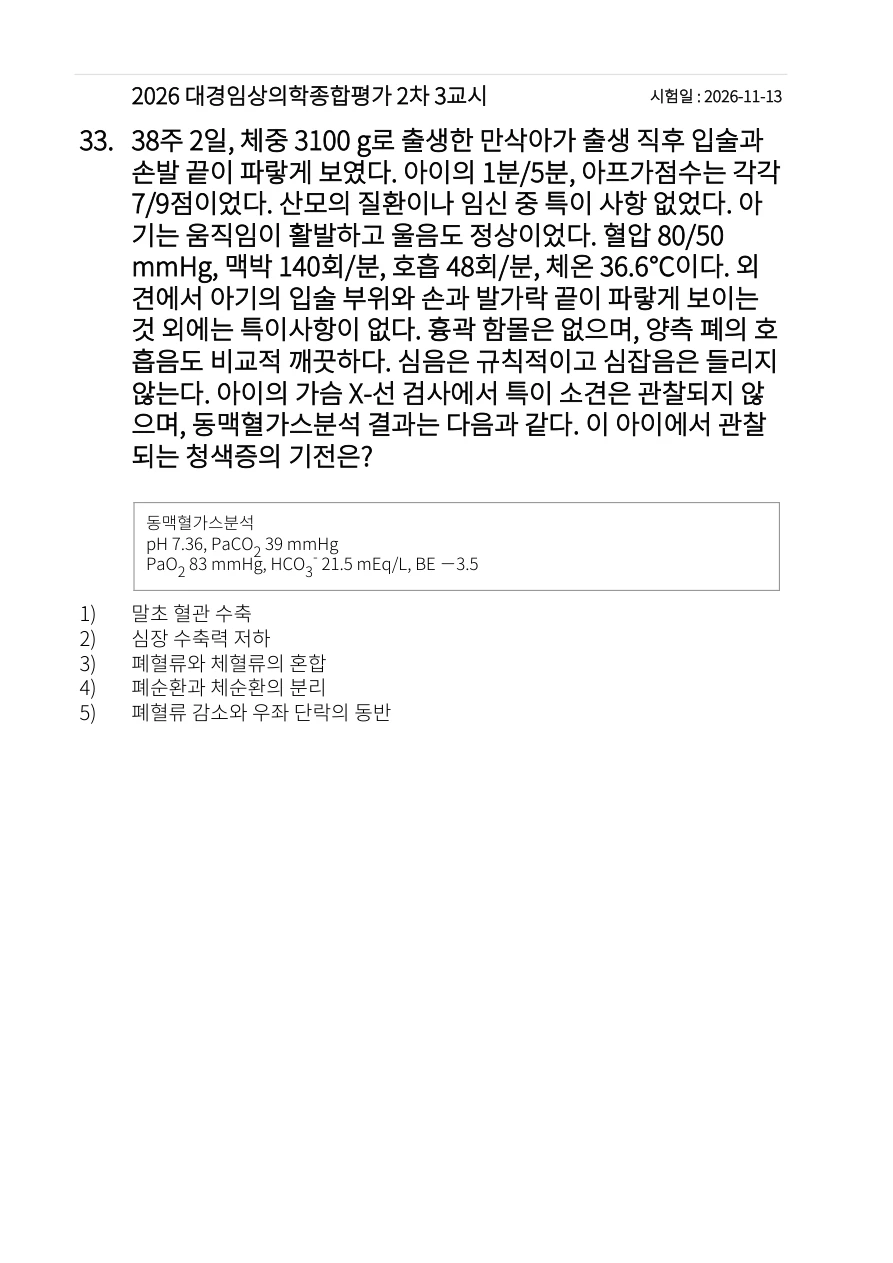 2026 대경임상의학종합평가 2차 3교시
시험일 : 2026-11-13
33. 38주 2일, 체중 3100 g로 출생한 만삭아가 출생 직후 입술과
손발 끝이 파랗게 보였다. 아이의 1분/5분, 아프가점수는 각각
7/9점이었다. 산모의 질환이나 임신 중 특이 사항 없었다. 아
기는 움직임이 활발하고 울음도 정상이었다. 혈압 80/50
mmHg, 맥박 140회/분, 호흡 48회/분, 체온 36.6℃이다. 외
견에서 아기의 입술 부위와 손과 발가락 끝이 파랗게 보이는
것 외에는 특이사항이 없다. 흉곽 함몰은 없으며, 양측 폐의 호
흡음도 비교적 깨끗하다. 심음은 규칙적이고 심잡음은 들리지
않는다. 아이의 가슴 X-선 검사에서 특이 소견은 관찰되지 않
으며, 동맥혈가스분석 결과는 다음과 같다. 이 아이에서 관찰
되는 청색증의 기전은?
동맥혈가스분석
pH 7.36, PaCO₂ 39 mmHg
PaO₂ 83 mmHg, HCO₃⁻ 21.5 mEq/L, BE −3.5
1) 말초 혈관 수축
2) 심장 수축력 저하
3) 폐혈류와 체혈류의 혼합
4) 폐순환과 체순환의 분리
5) 폐혈류 감소와 우좌 단락의 동반